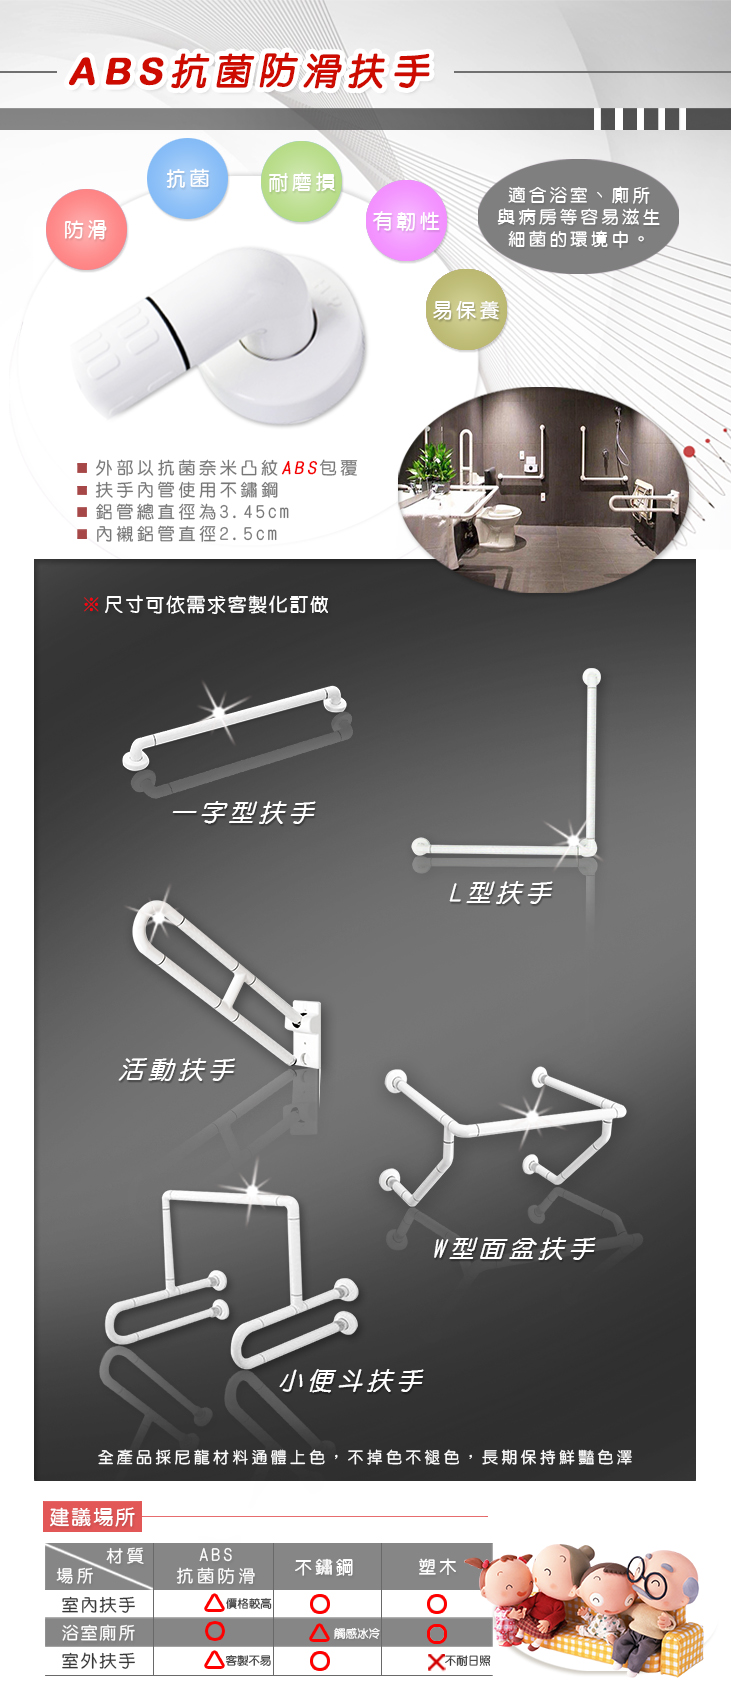 ABS抗菌防滑扶手
抗菌
耐磨損
防滑
有韌性
易保養
適合浴室、廁所
與病房等容易滋生
細菌的環境中。
■ 外部以抗菌奈米凸紋ABS包覆
■ 扶手內管使用不鏽鋼
■ 鋁管總直徑為3.45cm
■ 內襯鋁管直徑2.5cm
※尺寸可依需求客製化訂做
一字型扶手
L型扶手
活動扶手
W型面盆扶手
小便斗扶手
全產品採尼龍材料通體上色，不掉色不褪色，長期保持鮮豔色澤
建議場所
材質
場所
ABS
抗菌防滑
不鏽鋼
塑木
室內扶手 △價格較高 ○ ○
浴室廁所 ○ △觸感冰冷 ○
室外扶手 △客製不易 ○ ×不耐日照